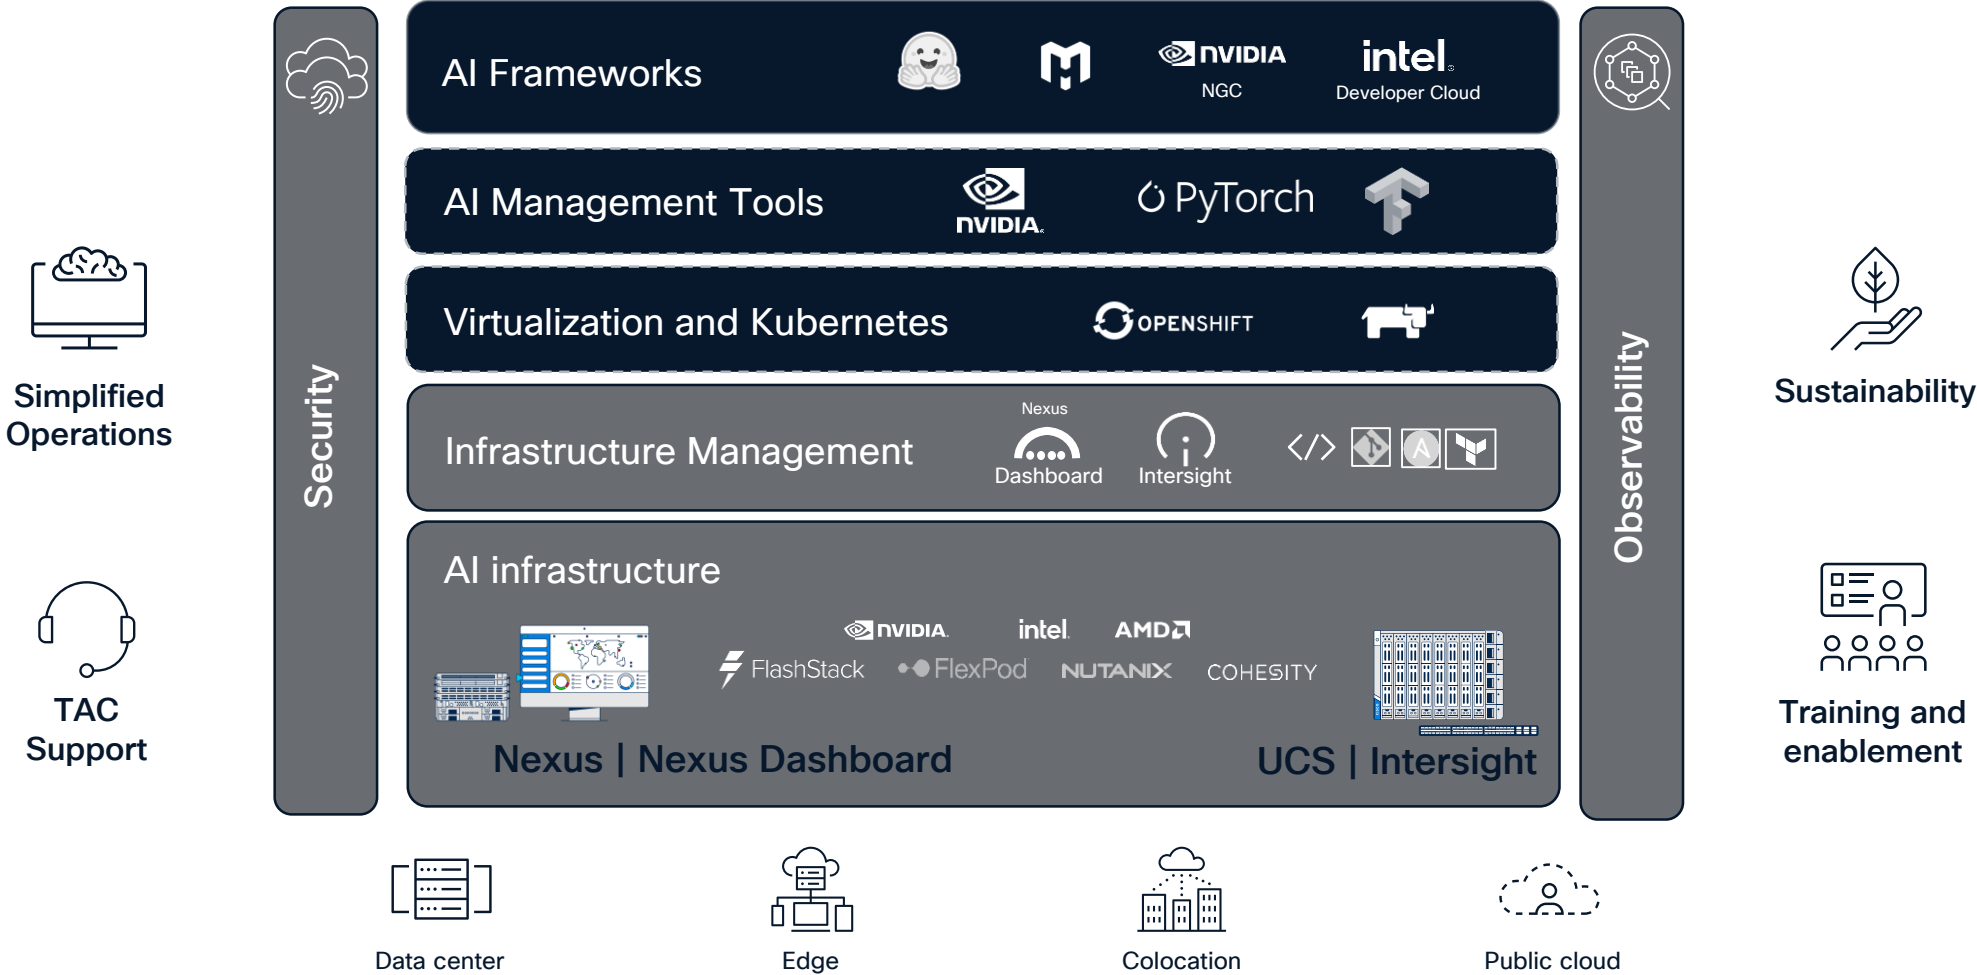 AI Frameworks
NVIDIA
NGC
intel.
Developer Cloud
AI Management Tools
NVIDIA.
PyTorch
Virtualization and Kubernetes
OPENSHIFT
Infrastructure Management
Nexus
Dashboard
Intersight
</>
AI infrastructure
NVIDIA.
intel.
AMD
FlashStack
FlexPod
NUTANIX
COHESITY
Nexus | Nexus Dashboard
UCS | Intersight
Security
Observability
Simplified
Operations
TAC
Support
Sustainability
Training and
enablement
Data center
Edge
Colocation
Public cloud